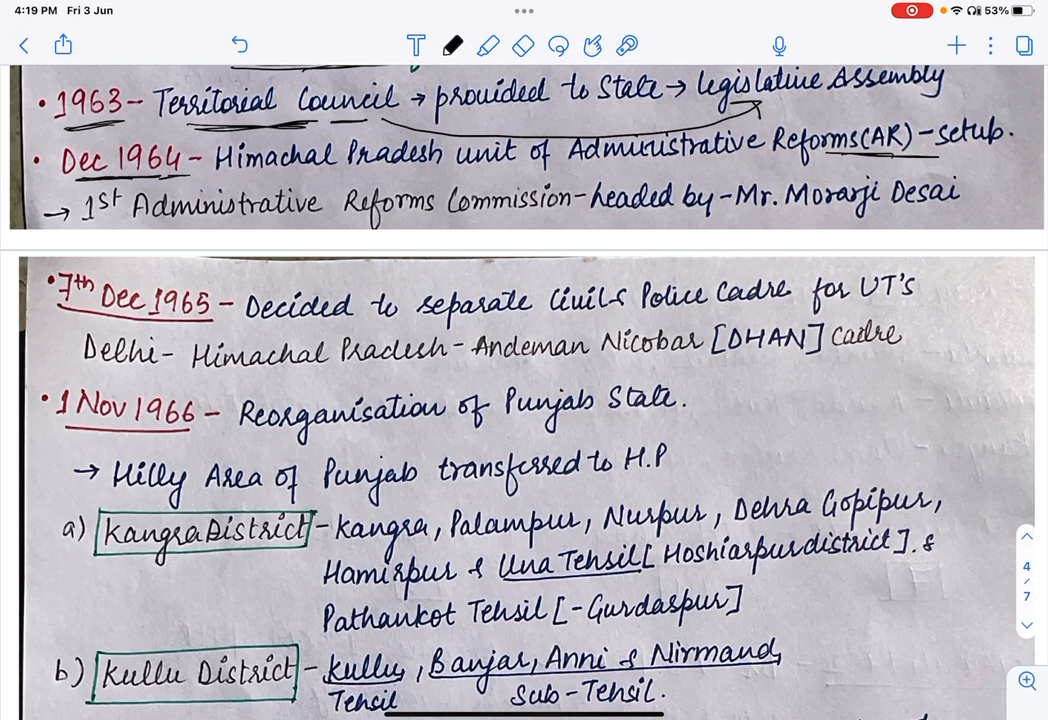 4:19 PM Fri 3 Jun
53%
• 1963- Territorial Council → provided to State → legislative Assembly
• Dec 1964 - Himachal Pradesh unit of Administrative Reforms(AR) - setup.
→ 1st Administrative Reforms Commission - headed by - Mr. Morarji Desai
• 7th Dec 1965 - Decided to separate Civils Police Cadre for UT's
Delhi - Himachal Pradesh - Andeman Nicobar [DHAN] cadre
• 1 Nov 1966 - Reorganisation of Punjab State.
→ Hilly Area of Punjab transferred to H.P
a) Kangra District - Kangra, Palampur, Nurpur, Dehra Gopipur,
Hamirpur & Una Tehsil [Hoshiarpur district]. &
Pathankot Tehsil [-Gurdaspur]
b) Kullu District - Kullu, Banjar, Anni & Nirmand,
Tehsil Sub-Tehsil.
4
/
7